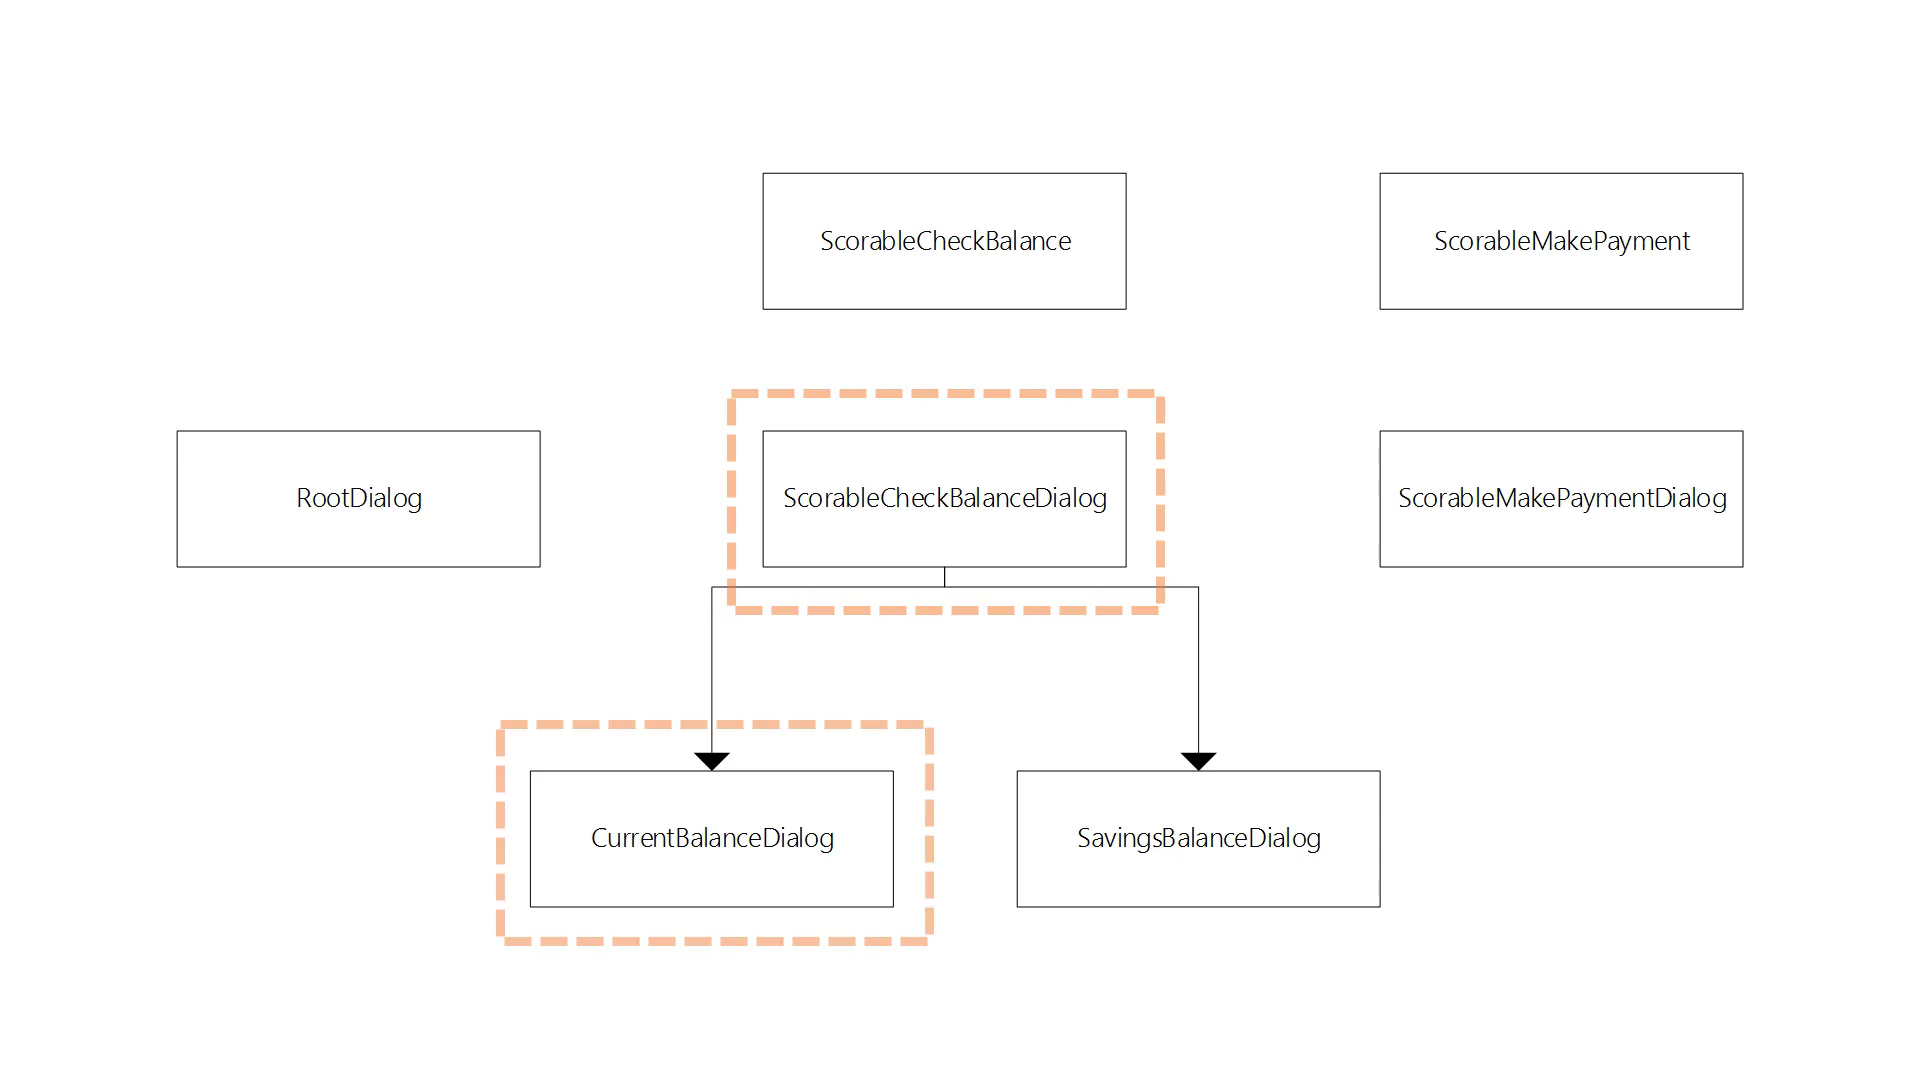 ScorableCheckBalance
ScorableMakePayment
RootDialog
ScorableCheckBalanceDialog
ScorableMakePaymentDialog
CurrentBalanceDialog
SavingsBalanceDialog